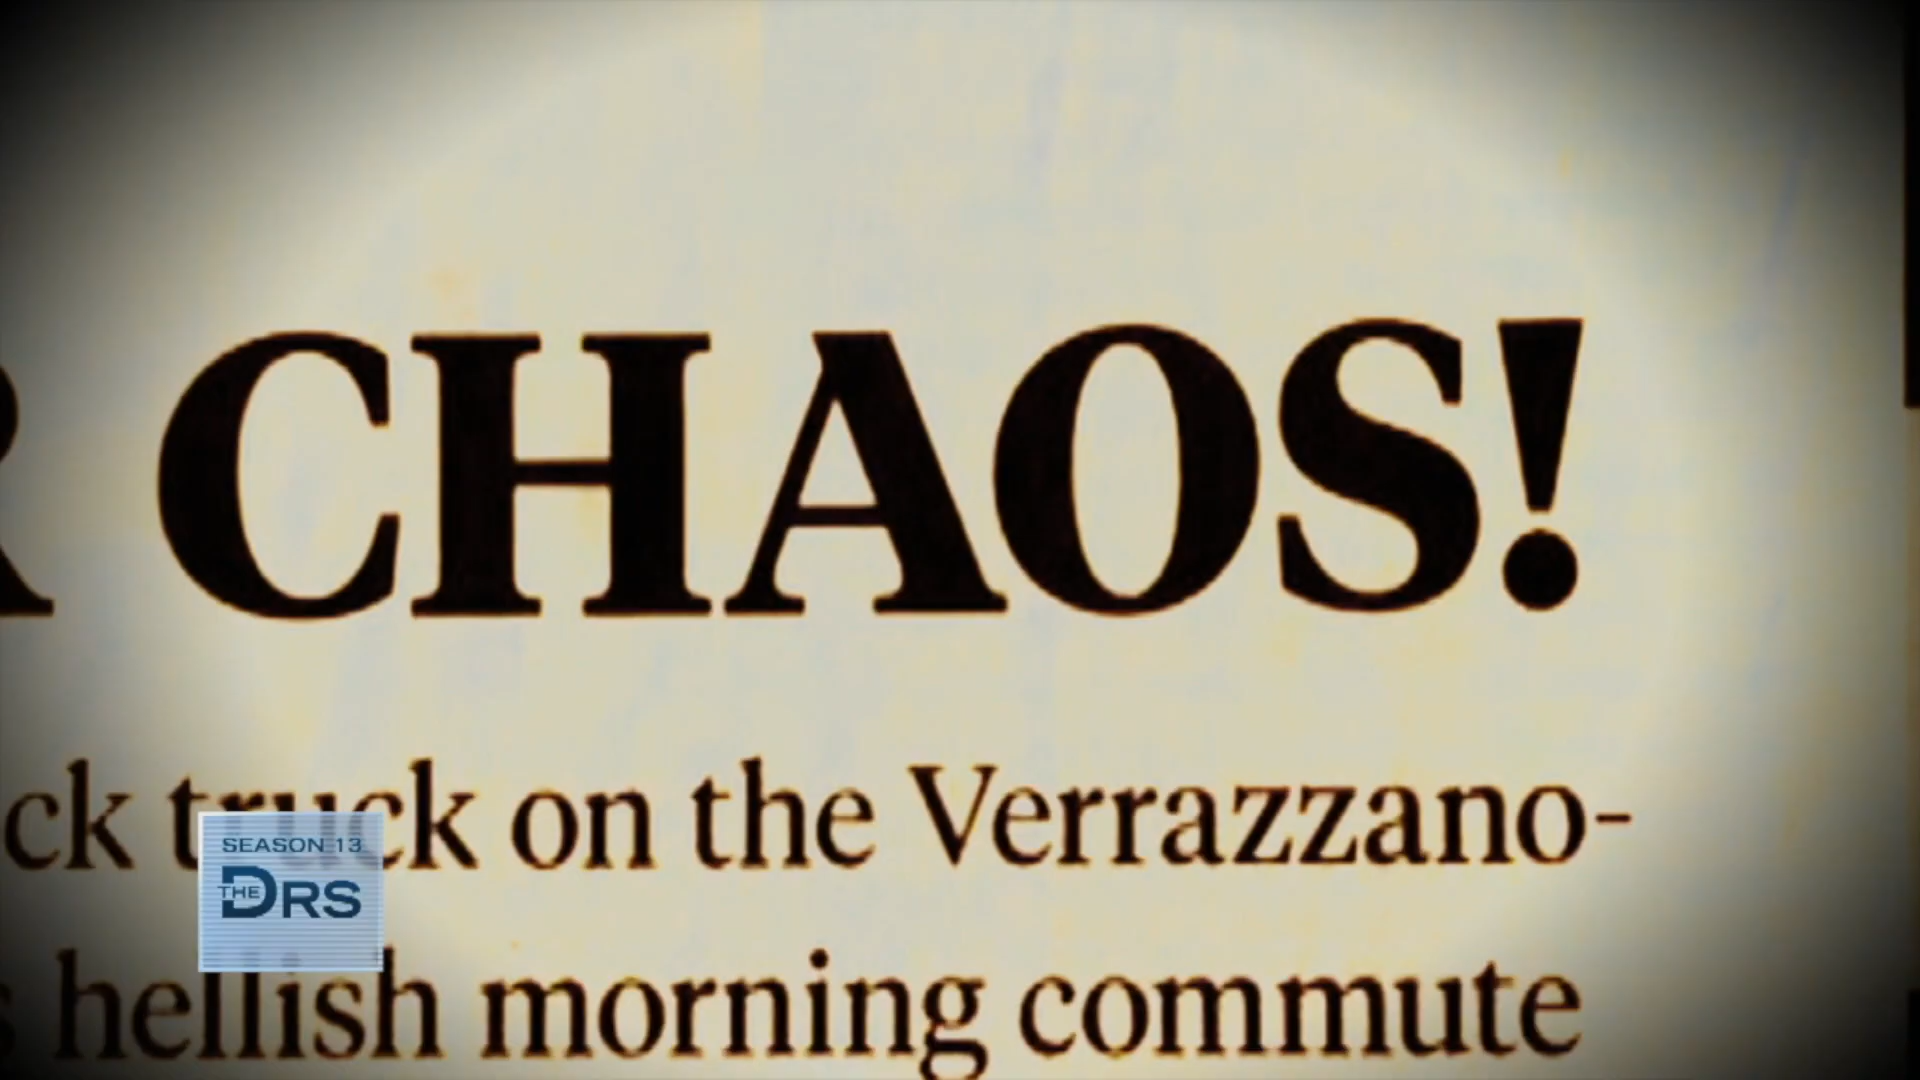 R CHAOS!
ck truck on the Verrazzano-
SEASON 13
THE DRS
s hellish morning commute